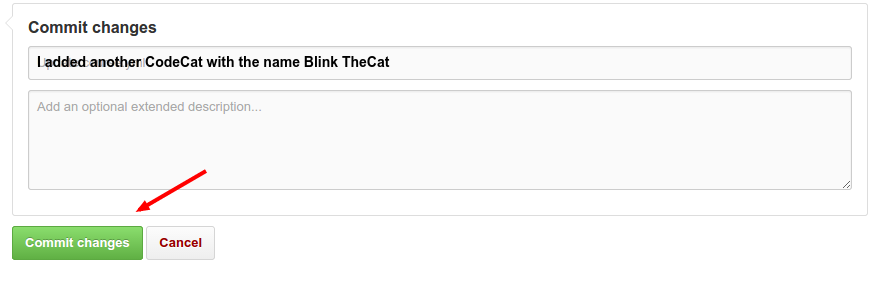 Commit changes
I added another CodeCat with the name Blink TheCat
Add an optional extended description...
Commit changes
Cancel